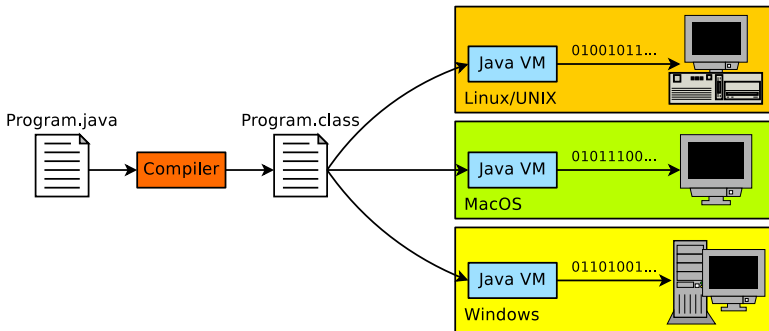 Program.java
Compiler
Program.class
Java VM
01001011...
Linux/UNIX
Java VM
01011100...
MacOS
Java VM
01101001...
Windows